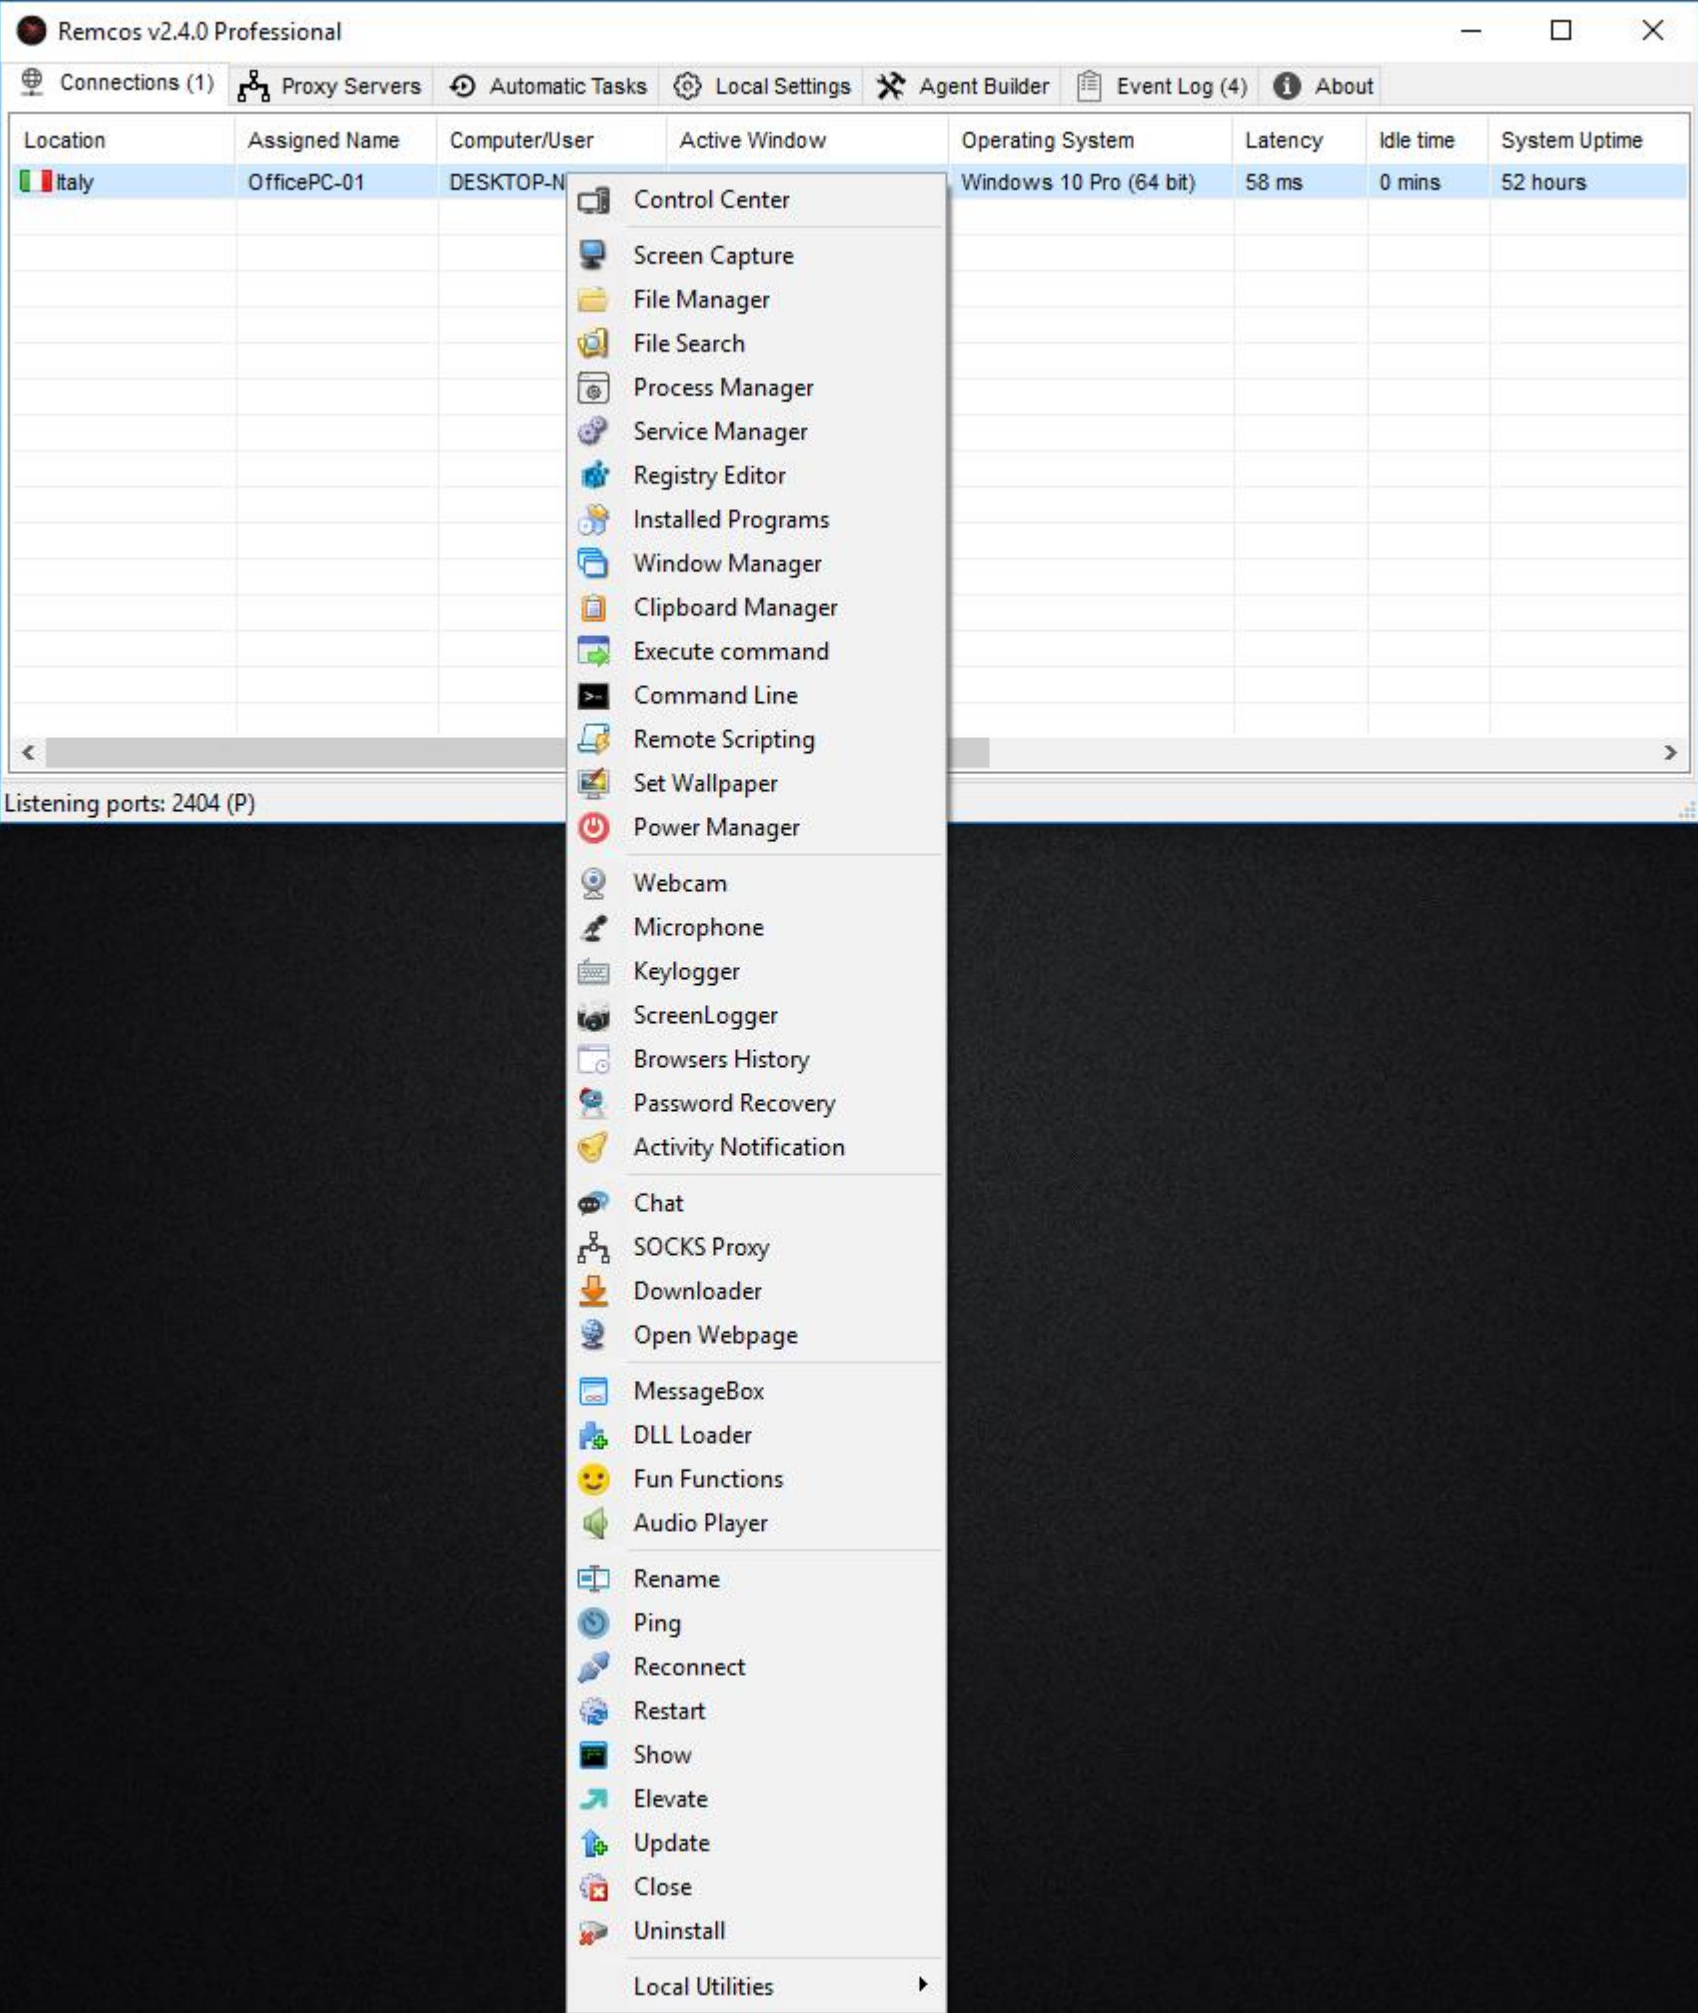 Remcos v2.4.0 Professional
Connections (1) Proxy Servers Automatic Tasks Local Settings Agent Builder Event Log (4) About
Location Assigned Name Computer/User Active Window Operating System Latency Idle time System Uptime
Italy OfficePC-01 DESKTOP-N Windows 10 Pro (64 bit) 58 ms 0 mins 52 hours
Control Center
Screen Capture
File Manager
File Search
Process Manager
Service Manager
Registry Editor
Installed Programs
Window Manager
Clipboard Manager
Execute command
Command Line
Remote Scripting
Set Wallpaper
Listening ports: 2404 (P)
Power Manager
Webcam
Microphone
Keylogger
ScreenLogger
Browsers History
Password Recovery
Activity Notification
Chat
SOCKS Proxy
Downloader
Open Webpage
MessageBox
DLL Loader
Fun Functions
Audio Player
Rename
Ping
Reconnect
Restart
Show
Elevate
Update
Close
Uninstall
Local Utilities